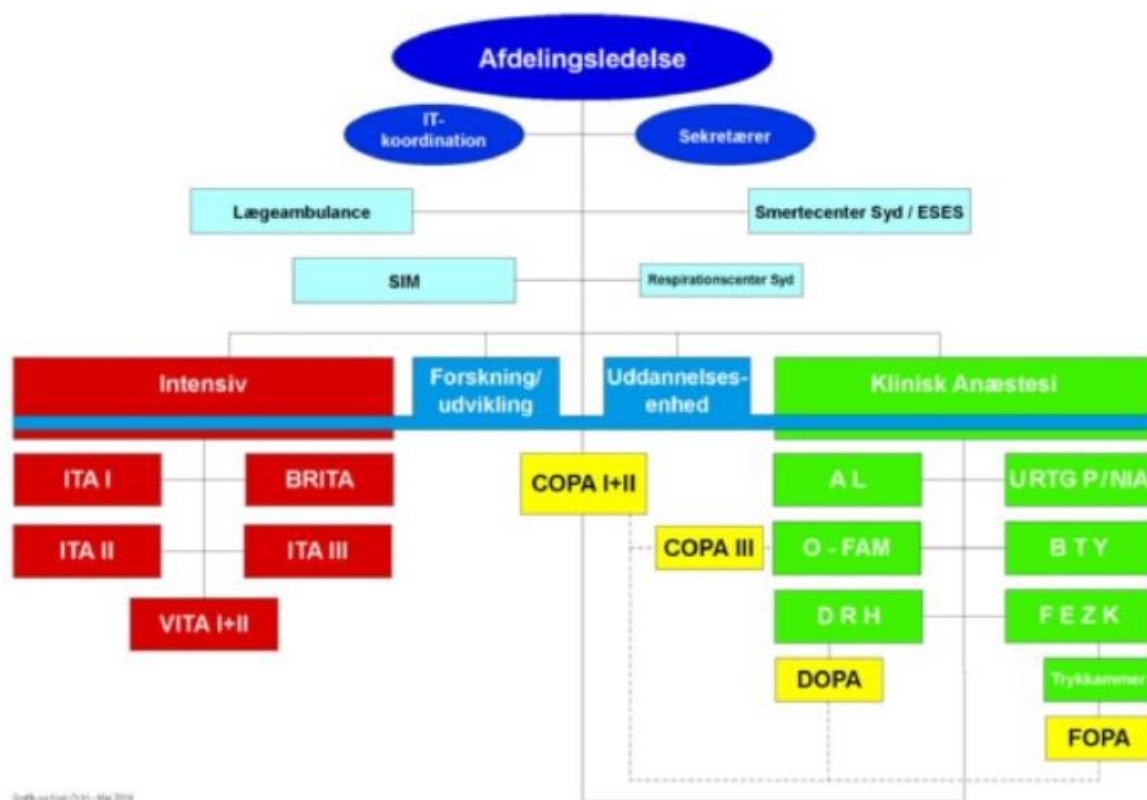 Afdelingsledelse
IT-
koordination
Sekretærer
Lægeambulance
Smertecenter Syd / ESES
SIM
Respirationscenter Syd
Intensiv
Forskning/
udvikling
Uddannelses-
enhed
Klinisk Anæstesi
ITA I
BRITA
COPA I+II
A L
URTG P/NIA
ITA II
ITA III
COPA III
O - FAM
B T Y
VITA I+II
D R H
F E Z K
DOPA
Trykkammer
FOPA